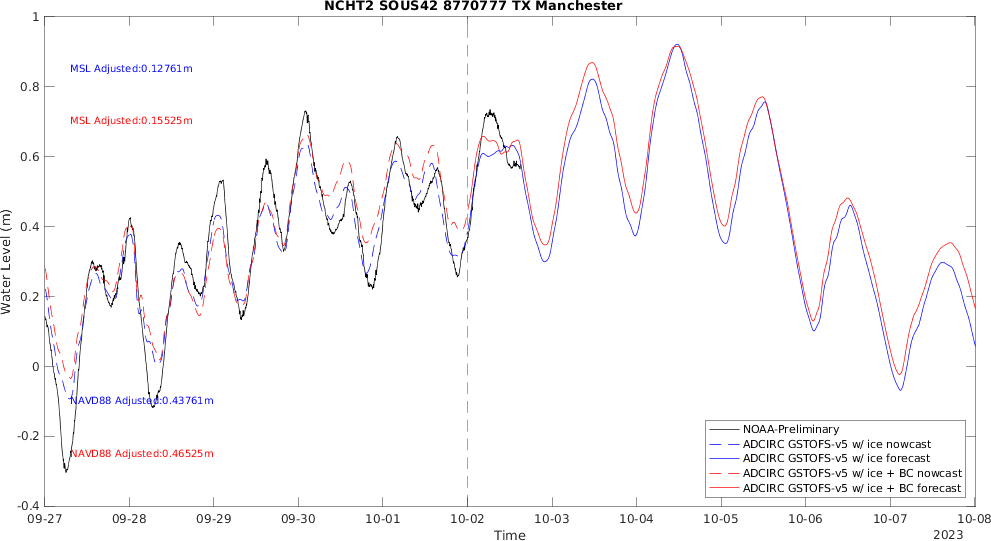 NCHT2 SOUS42 8770777 TX Manchester
1
0.8
0.6
0.4
0.2
0
-0.2
-0.4
Water Level (m)
MSL Adjusted:0.12761m
MSL Adjusted:0.15525m
NAVD88 Adjusted:0.43761m
NAVD88 Adjusted:0.46525m
NOAA-Preliminary
ADCIRC GSTOFS-v5 w/ ice nowcast
ADCIRC GSTOFS-v5 w/ ice forecast
ADCIRC GSTOFS-v5 w/ ice + BC nowcast
ADCIRC GSTOFS-v5 w/ ice + BC forecast
09-27 09-28 09-29 09-30 10-01 10-02 10-03 10-04 10-05 10-06 10-07 10-08
Time
2023